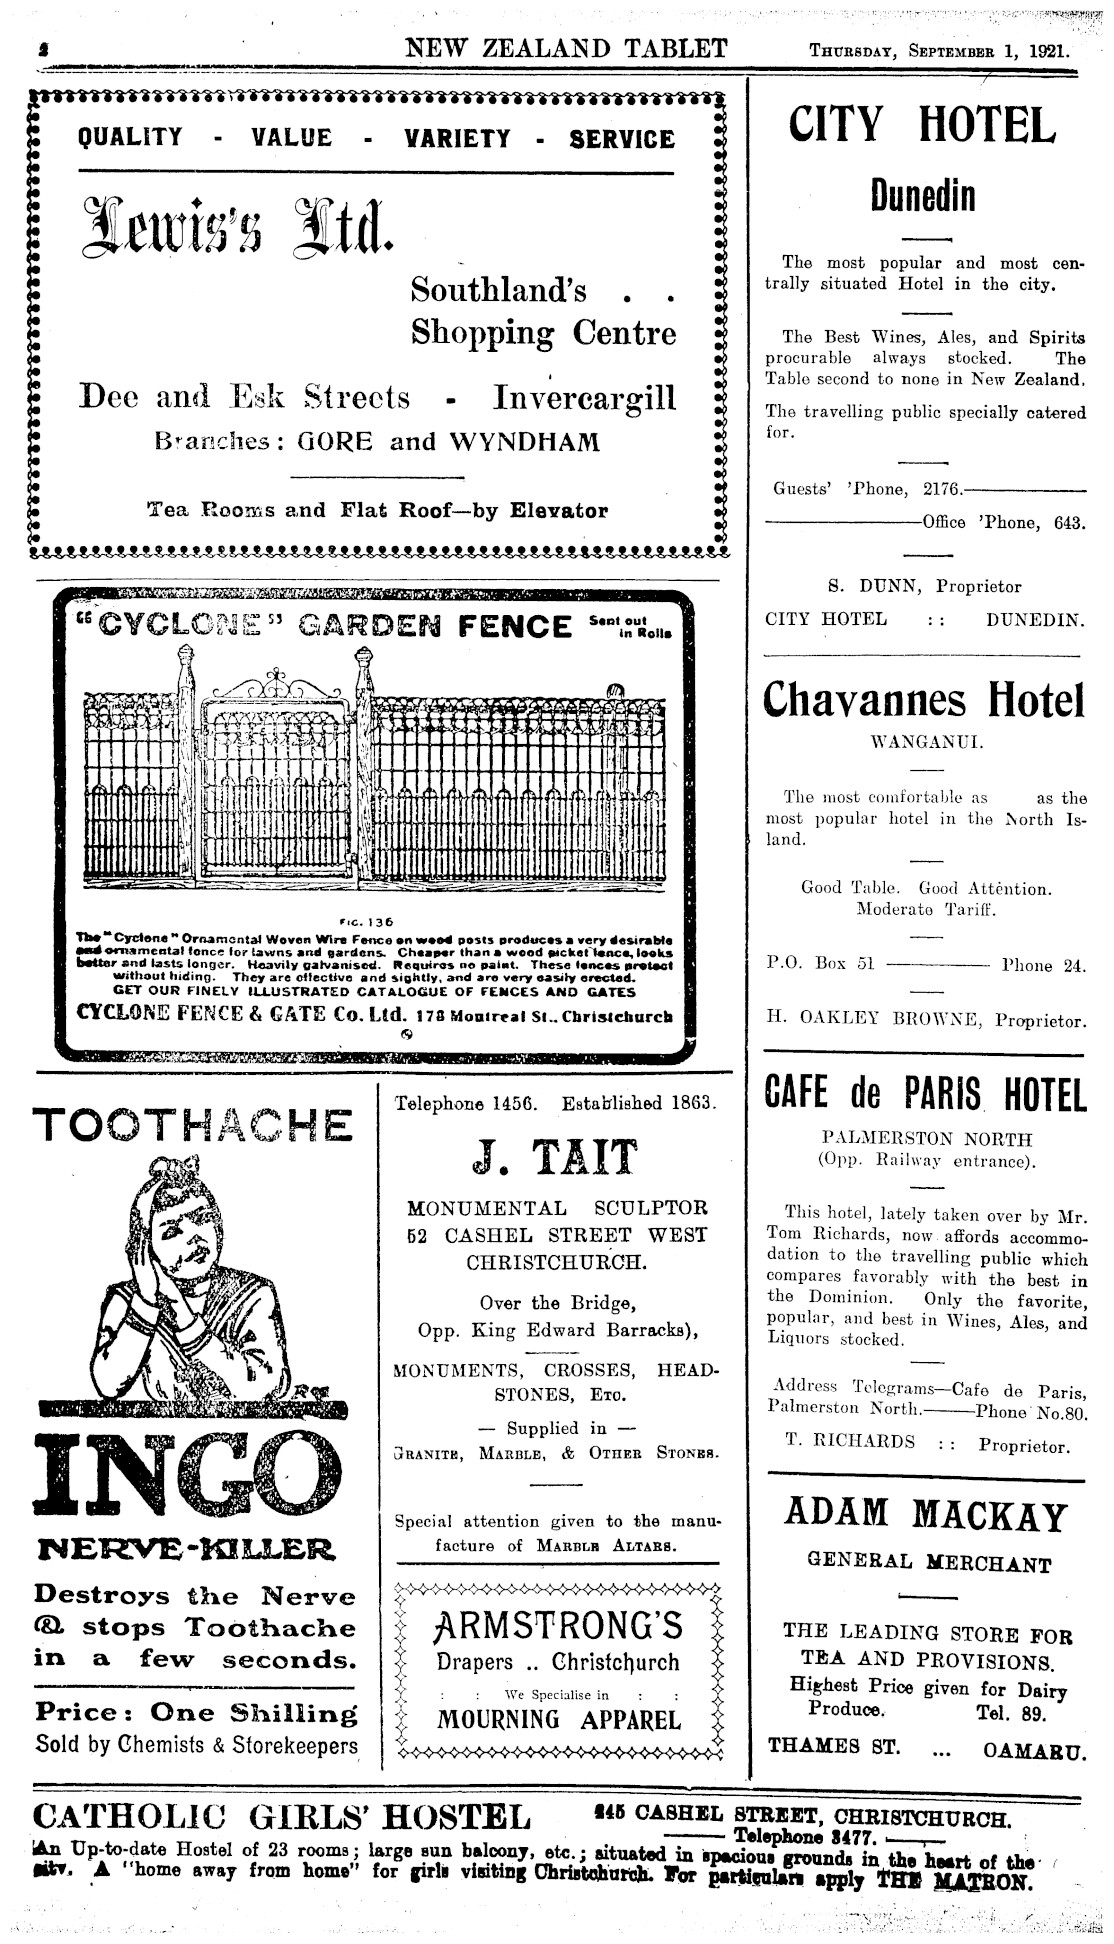 2 NEW ZEALAND TABLET THURSDAY, SEPTEMBER 1, 1921.
QUALITY - VALUE - VARIETY - SERVICE
Lewis's Ltd.
Southland's . .
Shopping Centre
Dee and Esk Streets - Invercargill
Branches: GORE and WYNDHAM
Tea Rooms and Flat Roof—by Elevator
"CYCLONE" GARDEN FENCE Sent out
in Rolls
FIG. 136
The "Cyclone" Ornamental Woven Wire Fence on wood posts produces a very desirable
and ornamental fence for lawns and gardens. Cheaper than a wood picket fence, looks
better and lasts longer. Heavily galvanised. Requires no paint. These fences protect
without hiding. They are effective and sightly, and are very easily erected.
GET OUR FINELY ILLUSTRATED CATALOGUE OF FENCES AND GATES
CYCLONE FENCE & GATE Co. Ltd. 178 Montreal St., Christchurch
TOOTHACHE
INGO
NERVE-KILLER
Destroys the Nerve
& stops Toothache
in a few seconds.
Price: One Shilling
Sold by Chemists & Storekeepers
Telephone 1456. Established 1863.
J. TAIT
MONUMENTAL SCULPTOR
52 CASHEL STREET WEST
CHRISTCHURCH.
Over the Bridge,
Opp. King Edward Barracks),
MONUMENTS, CROSSES, HEAD-
STONES, ETC.
— Supplied in —
GRANITE, MARBLE, & OTHER STONES.
Special attention given to the manu-
facture of MARBLE ALTARS.
ARMSTRONG'S
Drapers .. Christchurch
: : We Specialise in : :
MOURNING APPAREL
CITY HOTEL
Dunedin
The most popular and most cen-
trally situated Hotel in the city.
The Best Wines, Ales, and Spirits
procurable always stocked. The
Table second to none in New Zealand.
The travelling public specially catered
for.
Guests' 'Phone, 2176.———
———Office 'Phone, 643.
S. DUNN, Proprietor
CITY HOTEL :: DUNEDIN.
Chavannes Hotel
WANGANUI.
The most comfortable as as the
most popular hotel in the North Is-
land.
Good Table. Good Attention.
Moderate Tariff.
P.O. Box 51 ——— Phone 24.
H. OAKLEY BROWNE, Proprietor.
CAFE de PARIS HOTEL
PALMERSTON NORTH
(Opp. Railway entrance).
This hotel, lately taken over by Mr.
Tom Richards, now affords accommo-
dation to the travelling public which
compares favorably with the best in
the Dominion. Only the favorite,
popular, and best in Wines, Ales, and
Liquors stocked.
Address Telegrams—Cafe de Paris,
Palmerston North.———Phone No.80.
T. RICHARDS :: Proprietor.
ADAM MACKAY
GENERAL MERCHANT
THE LEADING STORE FOR
TEA AND PROVISIONS.
Highest Price given for Dairy
Produce. Tel. 89.
THAMES ST. ... OAMARU.
CATHOLIC GIRLS' HOSTEL 245 CASHEL STREET, CHRISTCHURCH.
——— Telephone 3477. ———
An Up-to-date Hostel of 23 rooms; large sun balcony, etc.; situated in spacious grounds in the heart of the
city. A "home away from home" for girls visiting Christchurch. For particulars apply THE MATRON.